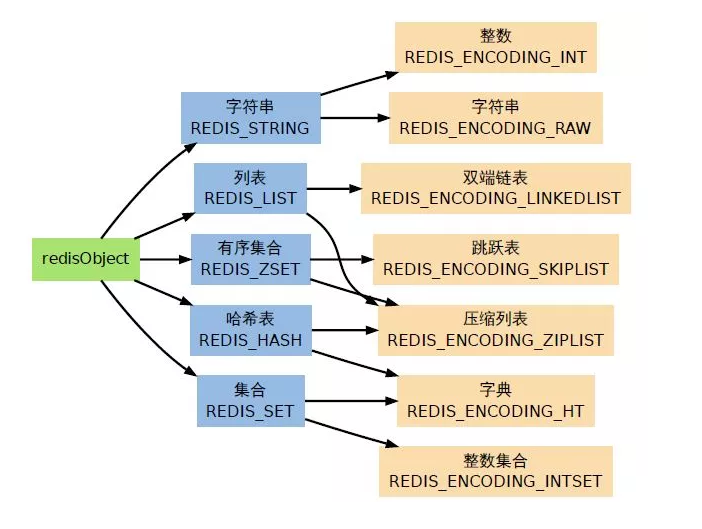 redisObject
字符串
REDIS_STRING
列表
REDIS_LIST
有序集合
REDIS_ZSET
哈希表
REDIS_HASH
集合
REDIS_SET
整数
REDIS_ENCODING_INT
字符串
REDIS_ENCODING_RAW
双端链表
REDIS_ENCODING_LINKEDLIST
跳跃表
REDIS_ENCODING_SKIPLIST
压缩列表
REDIS_ENCODING_ZIPLIST
字典
REDIS_ENCODING_HT
整数集合
REDIS_ENCODING_INTSET